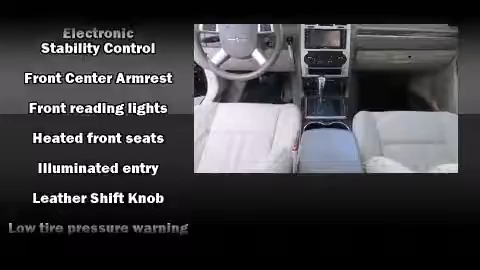 Electronic
Stability Control
Front Center Armrest
Front reading lights
Heated front seats
Illuminated entry
Leather Shift Knob
Low tire pressure warning